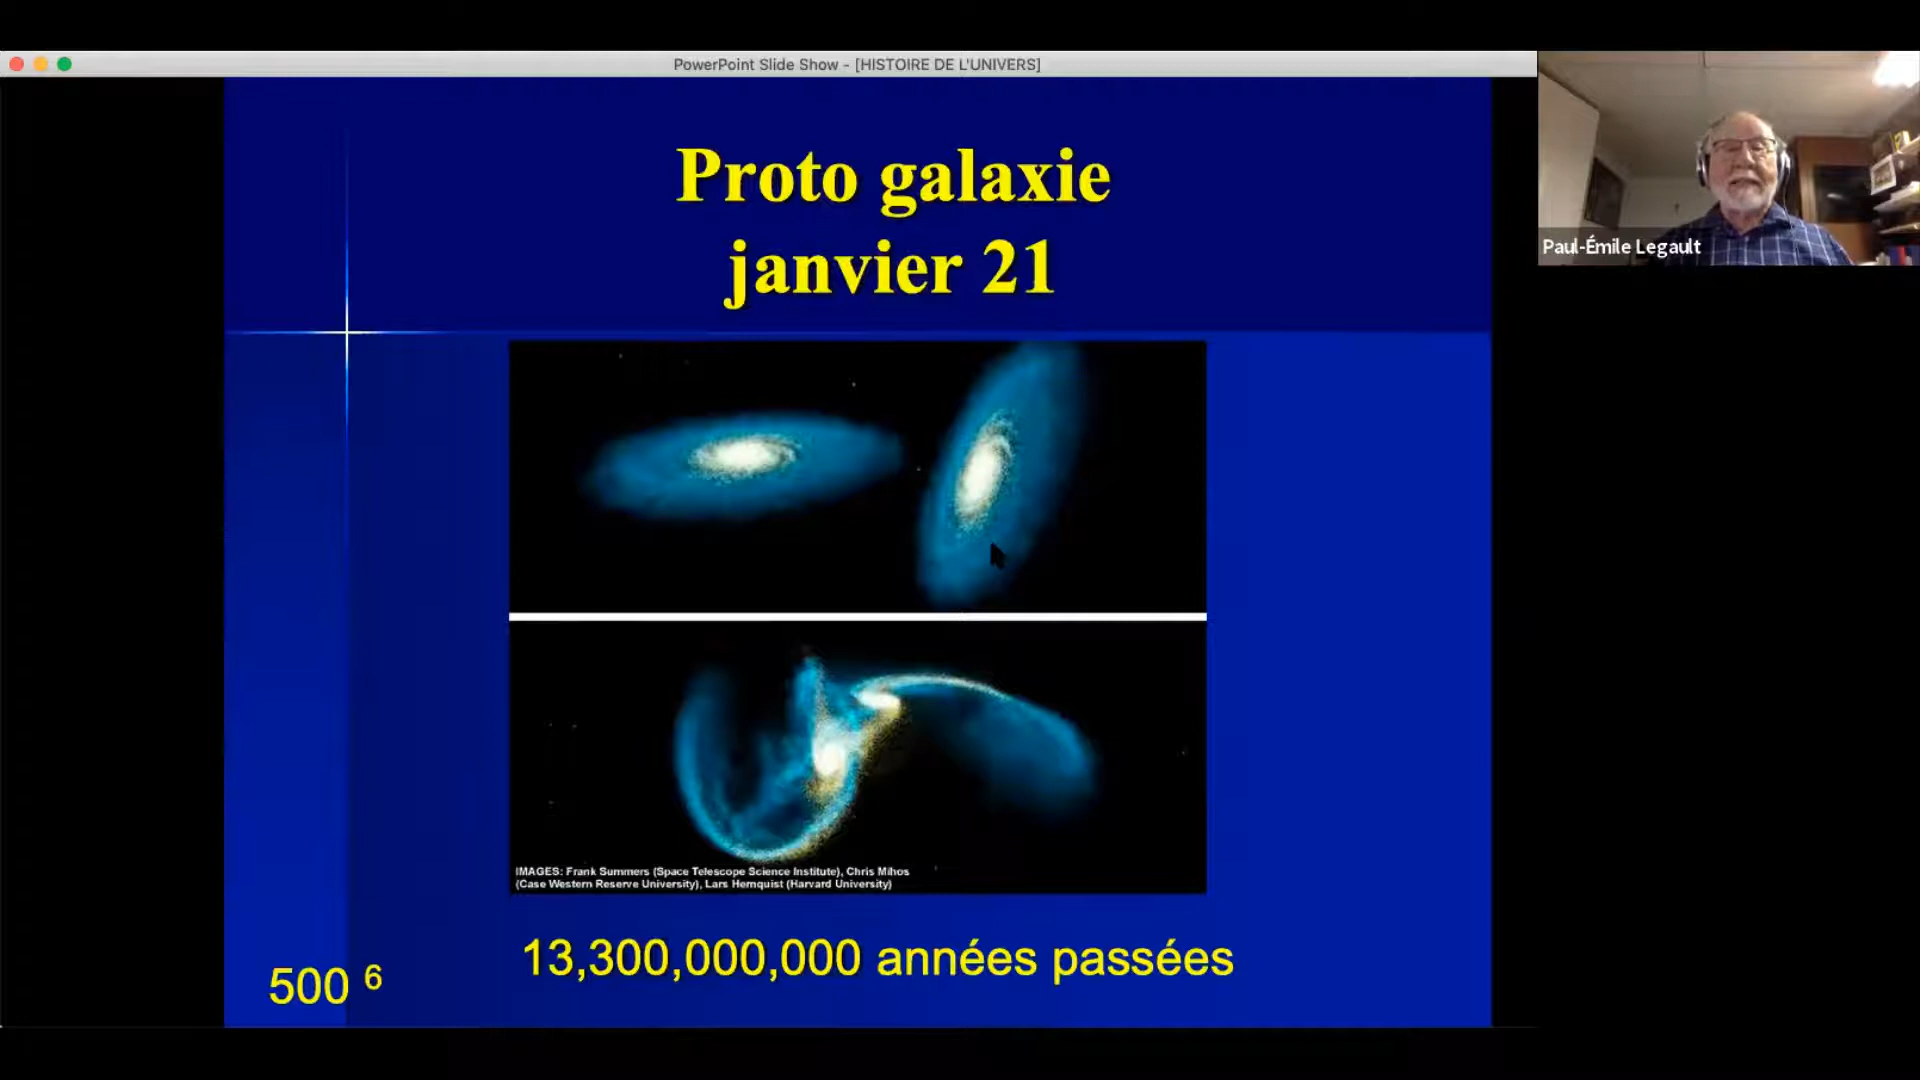 PowerPoint Slide Show - [HISTOIRE DE L'UNIVERS]
Paul-Émile Legault
Proto galaxie
janvier 21
IMAGES: Frank Summers (Space Telescope Science Institute), Chris Mihos
(Case Western Reserve University), Lars Hernquist (Harvard University)
13,300,000,000 années passées
500 6